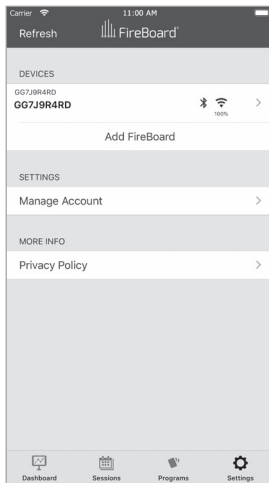 Carrier 11:00 AM
Refresh FireBoard
DEVICES
GG7J9R4RD
GG7J9R4RD
100%
Add FireBoard
SETTINGS
Manage Account
MORE INFO
Privacy Policy
Dashboard Sessions Programs Settings